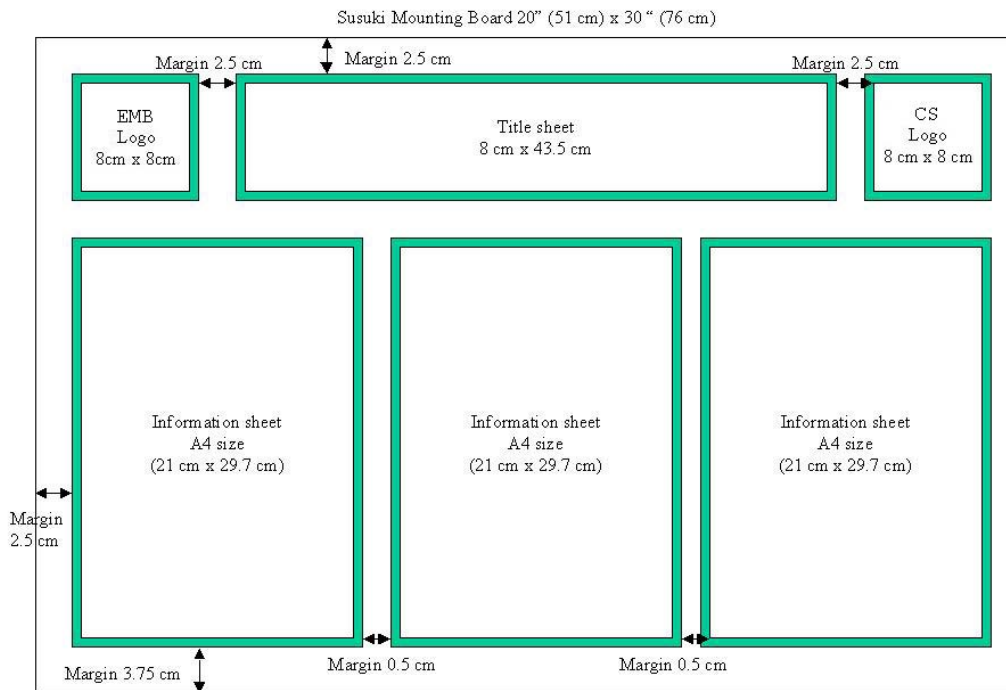 Susuki Mounting Board 20” (51 cm) x 30 “ (76 cm)
Margin 2.5 cm
Margin 2.5 cm
Margin 2.5 cm
EMB
Logo
8cm x 8cm
Title sheet
8 cm x 43.5 cm
CS
Logo
8 cm x 8 cm
Information sheet
A4 size
(21 cm x 29.7 cm)
Information sheet
A4 size
(21 cm x 29.7 cm)
Information sheet
A4 size
(21 cm x 29.7 cm)
Margin
2.5 cm
Margin 3.75 cm
Margin 0.5 cm
Margin 0.5 cm